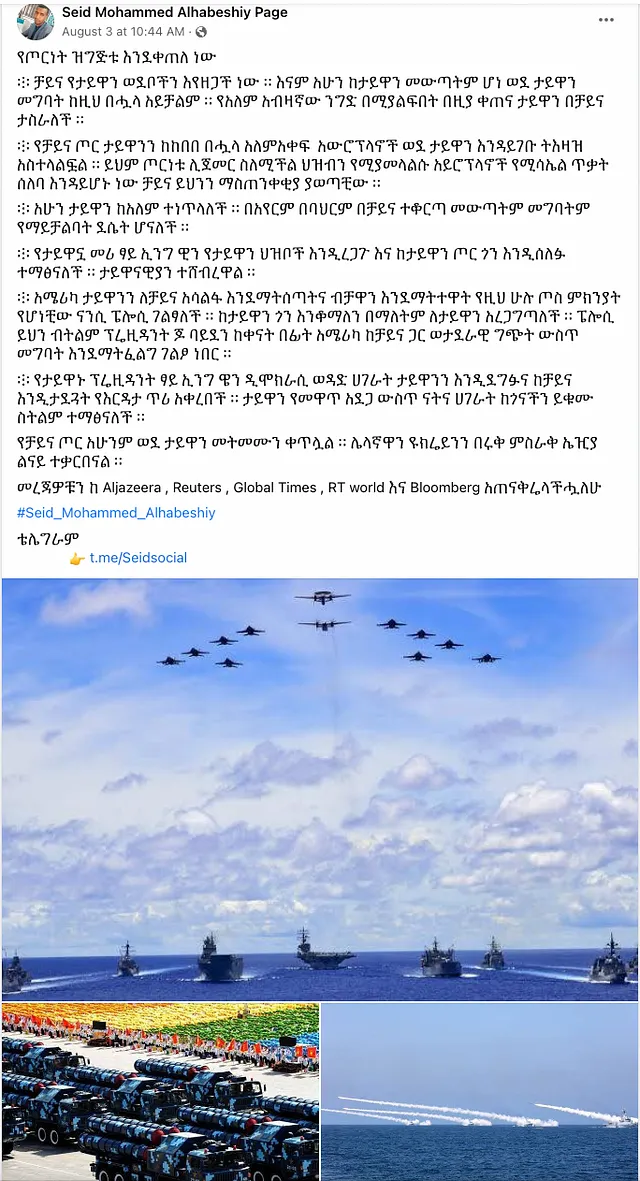 Seid Mohammed Alhabeshiy Page
August 3 at 10:44 AM ·
የጦርነት ዝግጅቱ እንደቀጠለ ነው
፨ ቻይና የታይዋን ወደቦችን እየዘጋች ነው ። እናም አሁን ከታይዋን መውጣትም ሆነ ወደ ታይዋን
መግባት ከዚህ በሗላ አይቻልም ። የአለም አብዛኛው ንግድ በሚያልፍበት በዚያ ቀጠና ታይዋን በቻይና
ታስራለች ።
፨ የቻይና ጦር ታይዋንን ከከበበ በሗላ አለምአቀፍ አውሮፕላኖች ወደ ታይዋን እንዳይገቡ ትእዛዝ
አስተላልፏል ። ይህም ጦርነቱ ሊጀመር ስለሚችል ህዝብን የሚያመላልሱ አይሮፕላኖች የሚሳኤል ጥቃት
ሰለባ እንዳይሆኑ ነው ቻይና ይህንን ማስጠንቀቂያ ያወጣቺው ።
፨ አሁን ታይዋን ከአለም ተነጥላለች ። በአየርም በባህርም በቻይና ተቆርጣ መውጣትም መግባትም
የማይቻልባት ደሴት ሆናለች ።
፨ የታይዋኗ መሪ ፃይ ኢንግ ዊን የታይዋን ህዝቦች እንዲረጋጉ እና ከታይዋን ጦር ጎን እንዲሰለፉ
ተማፅናለች ። ታይዋናዊያን ተሸብረዋል ።
፨ አሜሪካ ታይዋንን ለቻይና አሳልፋ እንደማትሰጣትና ብቻዋን እንደማትተዋት የዚህ ሁሉ ጦስ ምክንያት
የሆነቺው ናንሲ ፔሎሲ ገልፃለች ። ከታይዋን ጎን እንቆማለን በማለትም ለታይዋን አረጋግጣለች ። ፔሎሲ
ይህን ብትልም ፕሬዚዳንት ጆ ባይደን ከቀናት በፊት አሜሪካ ከቻይና ጋር ወታደራዊ ግጭት ውስጥ
መግባት እንደማትፈልግ ገልፆ ነበር ።
፨ የታይዋኑ ፕሬዚዳንት ፃይ ኢንግ ዌን ዲሞክራሲ ወዳድ ሀገራት ታይዋንን እንዲደግፉና ከቻይና
እንዲታደጓት የእርዳታ ጥሪ አቀረበች ። ታይዋን የመዋጥ አደጋ ውስጥ ናትና ሀገራት ከጎናችን ይቁሙ
ስትልም ተማፅናለች ።
የቻይና ጦር አሁንም ወደ ታይዋን መትመሙን ቀጥሏል ። ሌላኛዋን ዩክሬይንን በሩቅ ምስራቅ ኤዢያ
ልናይ ተቃርበናል ።
መረጃዎቹን ከ Aljazeera , Reuters , Global Times , RT world እና Bloomberg አጠናቅሬላችሗለሁ
#Seid_Mohammed_Alhabeshiy
ቴሌግራም
👉 t.me/Seidsocial